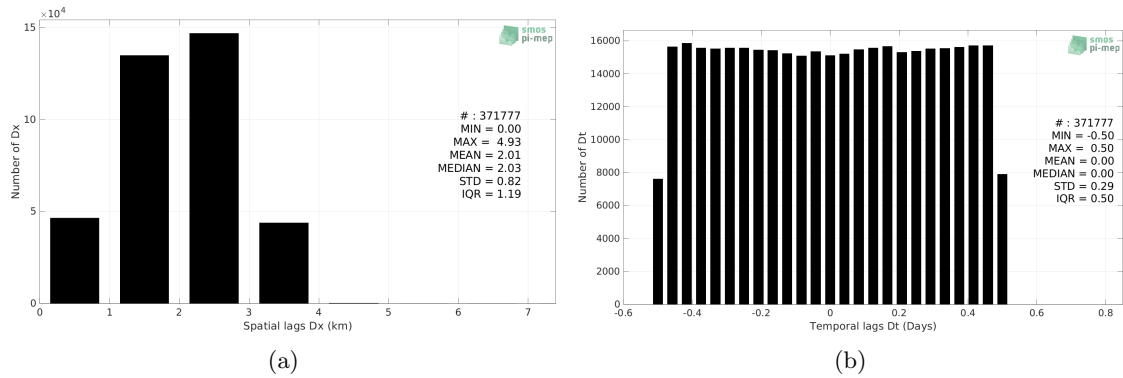 ×10⁴
15
10
5
0
0 1 2 3 4 5 6 7
Number of Dx
Spatial lags Dx (km)
smos
pi-mep
# : 371777
MIN = 0.00
MAX = 4.93
MEAN = 2.01
MEDIAN = 2.03
STD = 0.82
IQR = 1.19
(a)
16000
14000
12000
10000
8000
6000
4000
2000
0
-0.6 -0.4 -0.2 0 0.2 0.4 0.6 0.8
Number of Dt
Temporal lags Dt (Days)
smos
pi-mep
# : 371777
MIN = -0.50
MAX = 0.50
MEAN = 0.00
MEDIAN = 0.00
STD = 0.29
IQR = 0.50
(b)